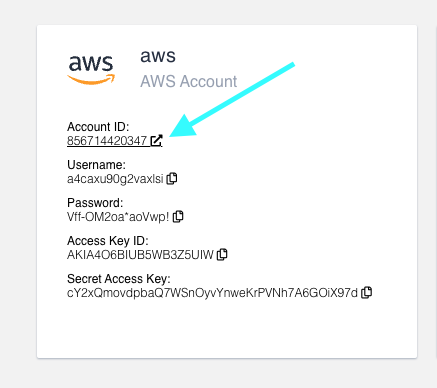 aws
aws
AWS Account
Account ID:
856714420347
Username:
a4caxu90g2vaxlsi
Password:
Vff-OM2oa*aoVwp!
Access Key ID:
AKIA4O6BIUB5WB3Z5UIW
Secret Access Key:
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